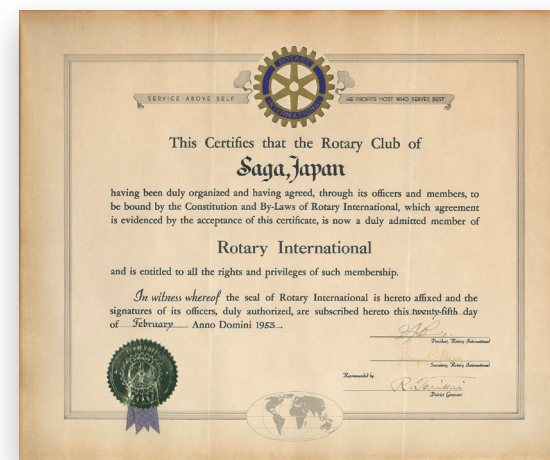 ROTARY
INTERNATIONAL
SERVICE ABOVE SELF
HE PROFITS MOST WHO SERVES BEST
This Certifies that the Rotary Club of
Saga, Japan
having been duly organized and having agreed, through its officers and members, to
be bound by the Constitution and By-Laws of Rotary International, which agreement
is evidenced by the acceptance of this certificate, is now a duly admitted member of
Rotary International
and is entitled to all the rights and privileges of such membership.
In witness whereof the seal of Rotary International is hereto affixed and the
signatures of its officers, duly authorized, are subscribed hereto this twenty-fifth day
of February Anno Domini 1953.
President, Rotary International
Secretary, Rotary International
Recommended by
District Governor